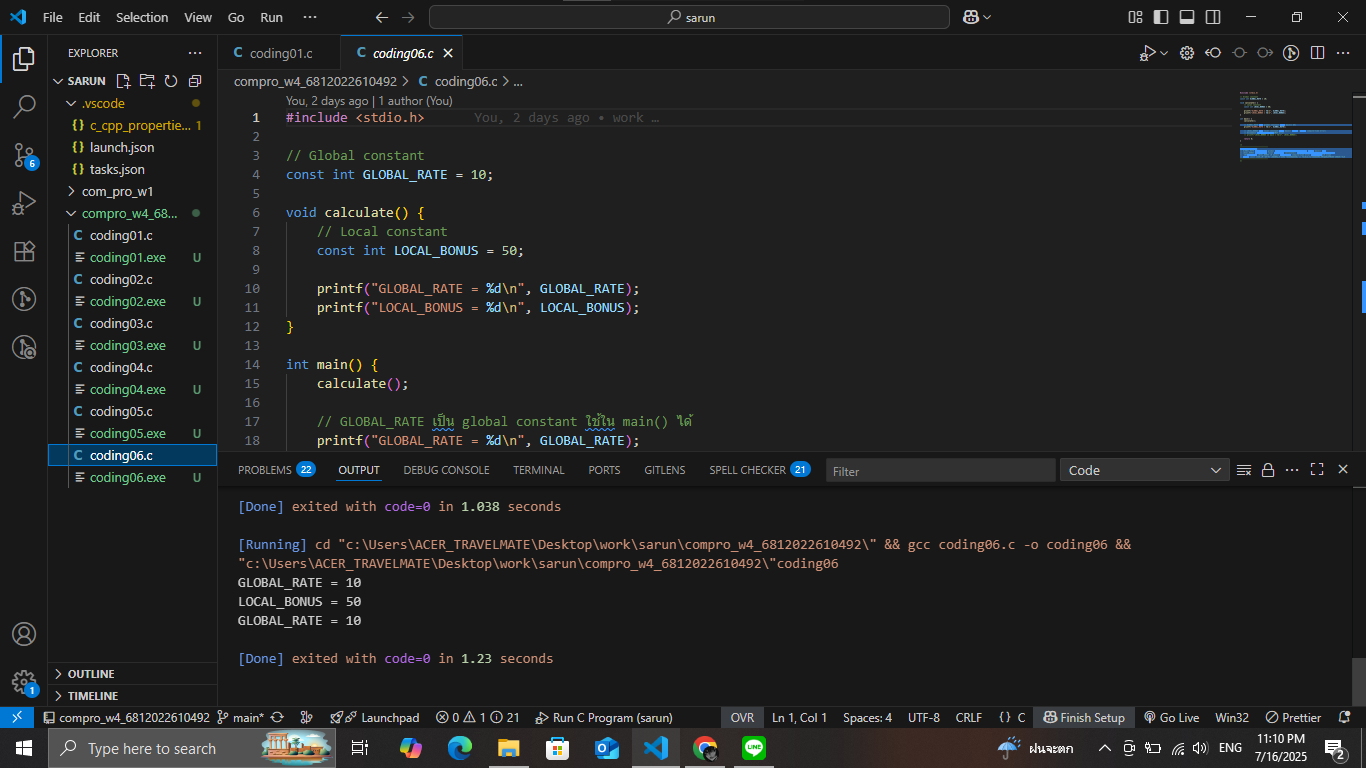 File Edit Selection View Go Run ··· sarun
EXPLORER ···
SARUN
.vscode
c_cpp_propertie... 1
launch.json
tasks.json
com_pro_w1
compro_w4_68...
C coding01.c
coding01.exe U
C coding02.c
coding02.exe U
C coding03.c
coding03.exe U
C coding04.c
coding04.exe U
C coding05.c
coding05.exe U
C coding06.c
coding06.exe U
OUTLINE
TIMELINE
6
1
C coding01.c C coding06.c
compro_w4_6812022610492 > C coding06.c > ...
You, 2 days ago | 1 author (You)
1 #include <stdio.h> You, 2 days ago • work …
2
3 // Global constant
4 const int GLOBAL_RATE = 10;
5
6 void calculate() {
7 // Local constant
8 const int LOCAL_BONUS = 50;
9
10 printf("GLOBAL_RATE = %d\n", GLOBAL_RATE);
11 printf("LOCAL_BONUS = %d\n", LOCAL_BONUS);
12 }
13
14 int main() {
15 calculate();
16
17 // GLOBAL_RATE เป็น global constant ใช้ใน main() ได้
18 printf("GLOBAL_RATE = %d\n", GLOBAL_RATE);
PROBLEMS 22 OUTPUT DEBUG CONSOLE TERMINAL PORTS GITLENS SPELL CHECKER 21 Filter Code
[Done] exited with code=0 in 1.038 seconds
[Running] cd "c:\Users\ACER_TRAVELMATE\Desktop\work\sarun\compro_w4_6812022610492\" && gcc coding06.c -o coding06 &&
"c:\Users\ACER_TRAVELMATE\Desktop\work\sarun\compro_w4_6812022610492\"coding06
GLOBAL_RATE = 10
LOCAL_BONUS = 50
GLOBAL_RATE = 10
[Done] exited with code=0 in 1.23 seconds
compro_w4_6812022610492 main* Launchpad 0 1 21 Run C Program (sarun) OVR Ln 1, Col 1 Spaces: 4 UTF-8 CRLF {} C Finish Setup Go Live Win32 Prettier
Type here to search ฝนจะตก ENG 11:10 PM
7/16/2025 2